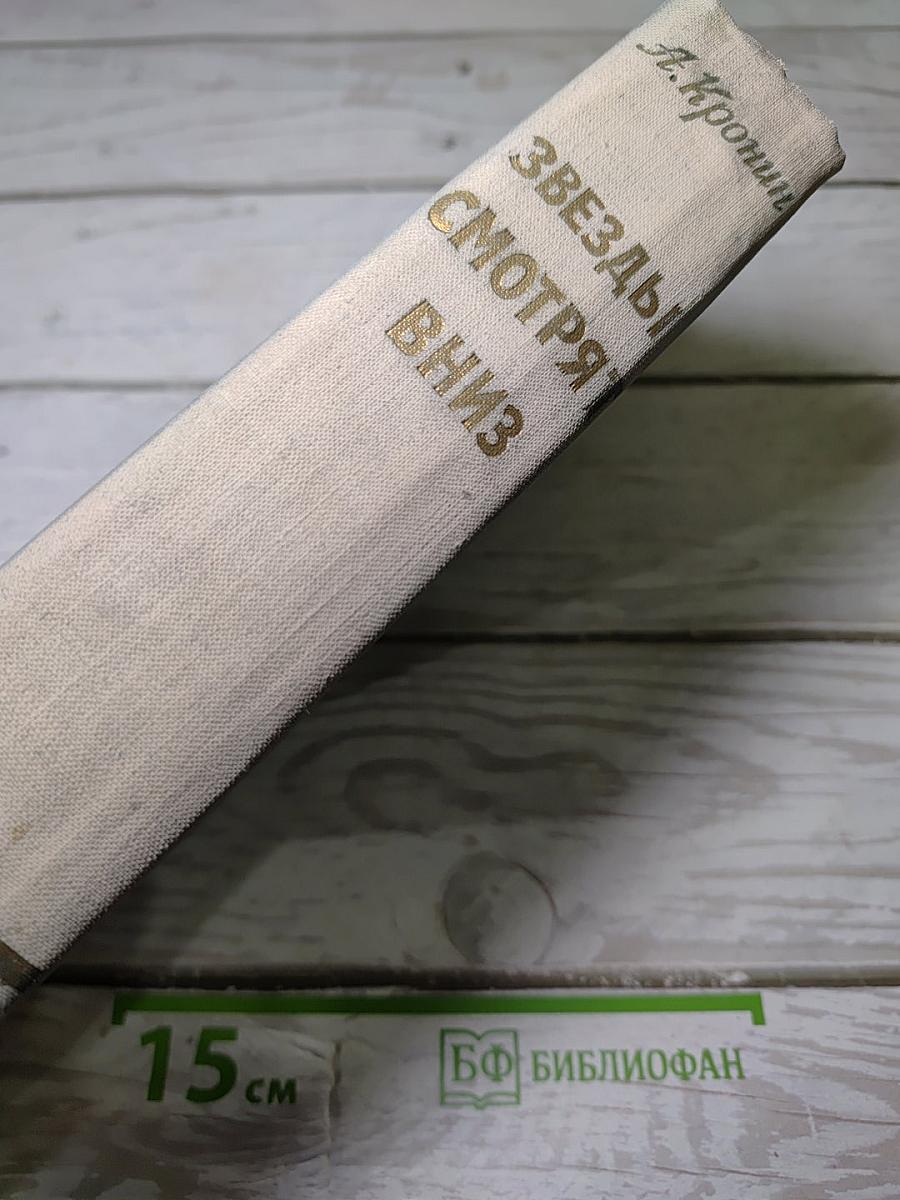 А. Кронин
ЗВЕЗДЫ
СМОТРЯТ
ВНИЗ
15 см
БФ БИБЛИОФАН